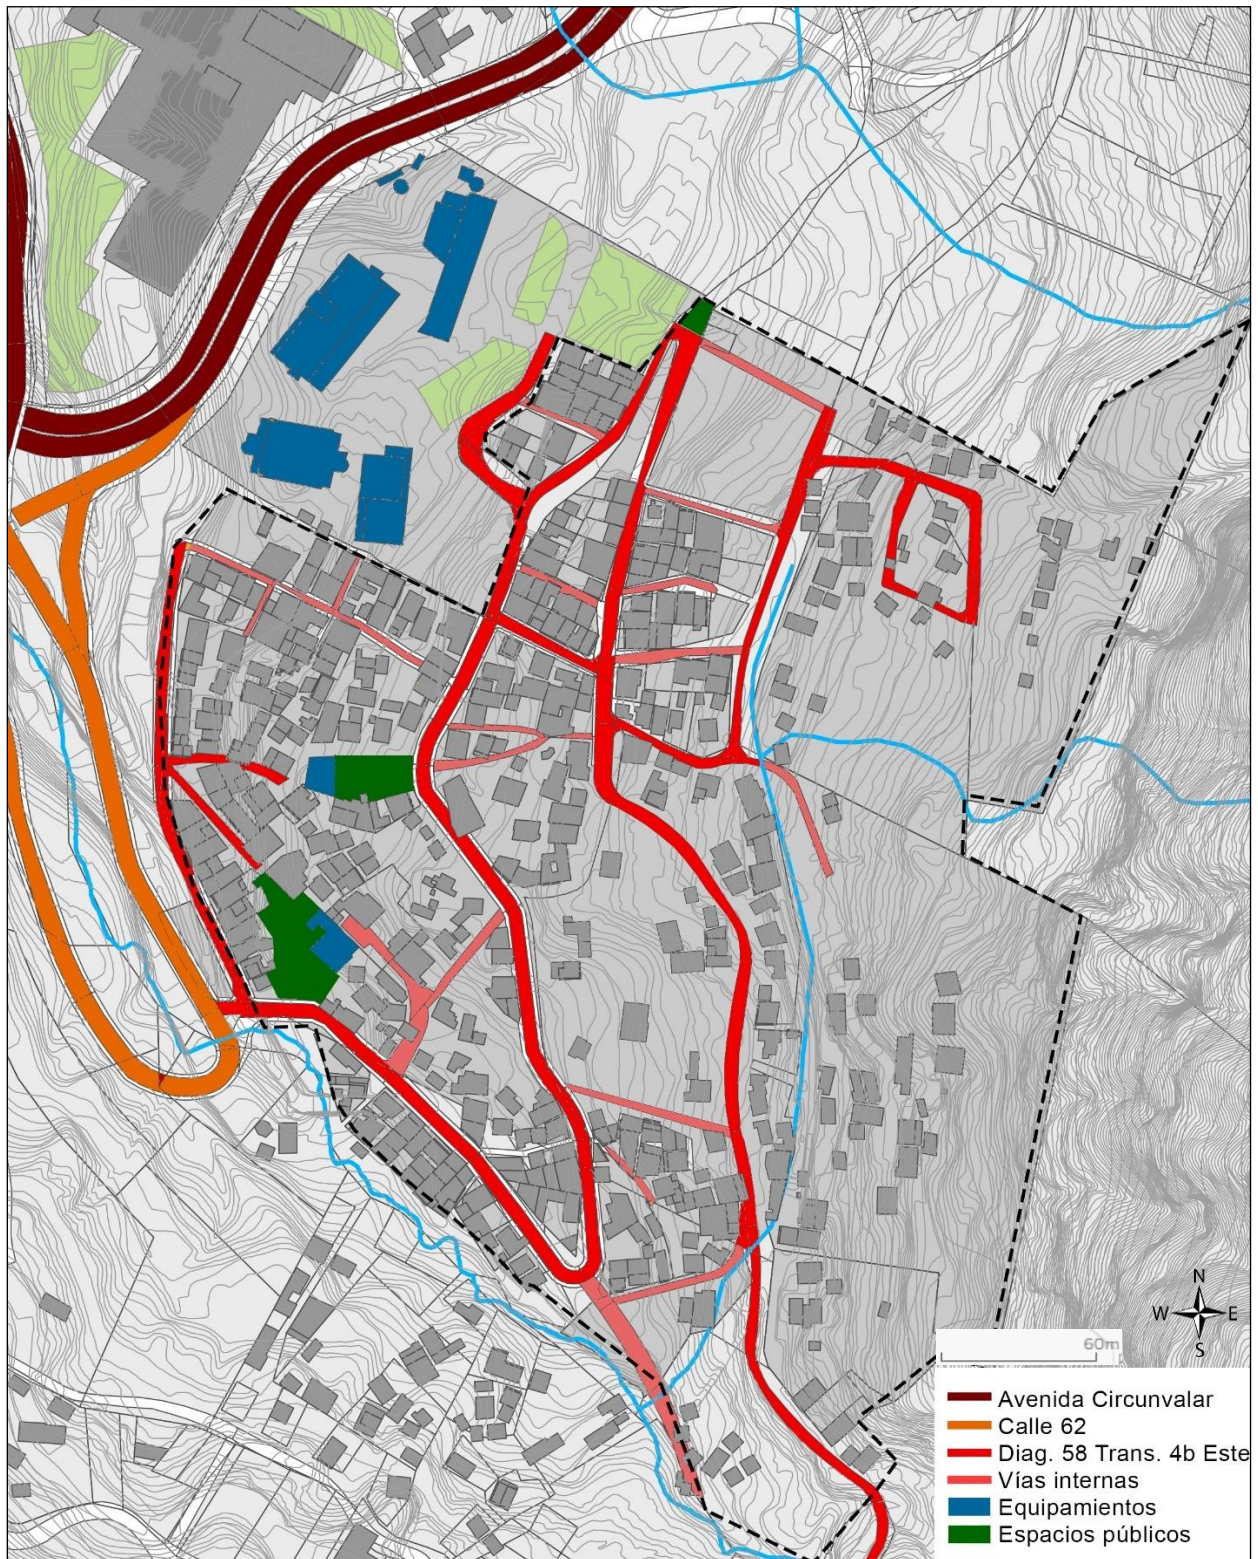 N
W E
S
60m
Avenida Circunvalar
Calle 62
Diag. 58 Trans. 4b Este
Vías internas
Equipamientos
Espacios públicos